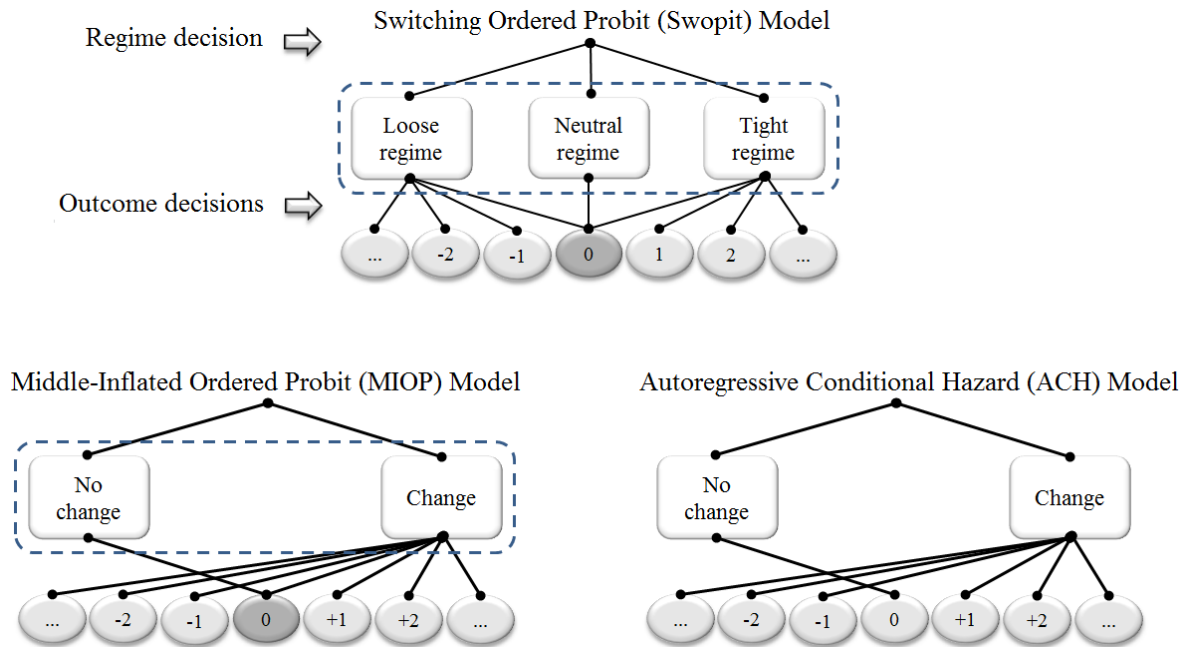 Switching Ordered Probit (Swopit) Model
Regime decision
Loose
regime
Neutral
regime
Tight
regime
Outcome decisions
...
-2
-1
0
1
2
...
Middle-Inflated Ordered Probit (MIOP) Model
No
change
Change
...
-2
-1
0
+1
+2
...
Autoregressive Conditional Hazard (ACH) Model
No
change
Change
...
-2
-1
0
+1
+2
...